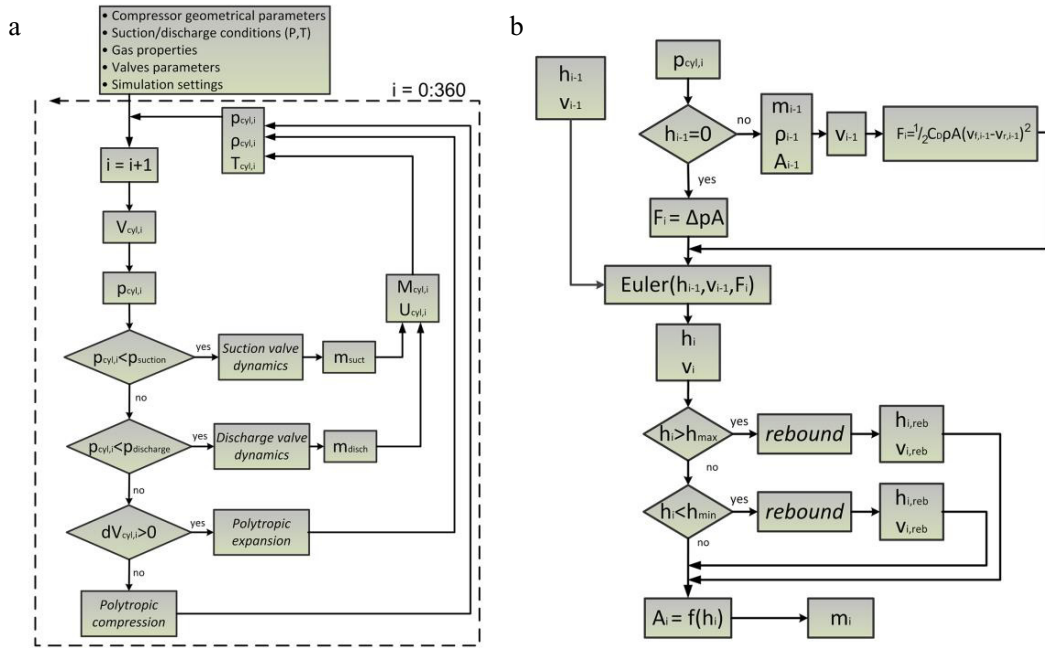 a
• Compressor geometrical parameters
• Suction/discharge conditions (P,T)
• Gas properties
• Valves parameters
• Simulation settings
i = 0:360
pcyl,i
ρcyl,i
Tcyl,i
i = i+1
Vcyl,i
pcyl,i
Mcyl,i
Ucyl,i
pcyl,i<psuction
yes
Suction valve
dynamics
msuct
no
pcyl,i<pdischarge
yes
Discharge valve
dynamics
mdisch
no
dVcyl,i>0
yes
Polytropic
expansion
no
Polytropic
compression
b
hi-1
vi-1
pcyl,i
hi-1=0
no
mi-1
ρi-1
Ai-1
vi-1
Fi=1/2CDρA(vf,i-1-vr,i-1)2
yes
Fi = ΔpA
Euler(hi-1,vi-1,Fi)
hi
vi
hi>hmax
yes
rebound
hi,reb
vi,reb
no
hi<hmin
yes
rebound
hi,reb
vi,reb
no
Ai = f(hi)
mi